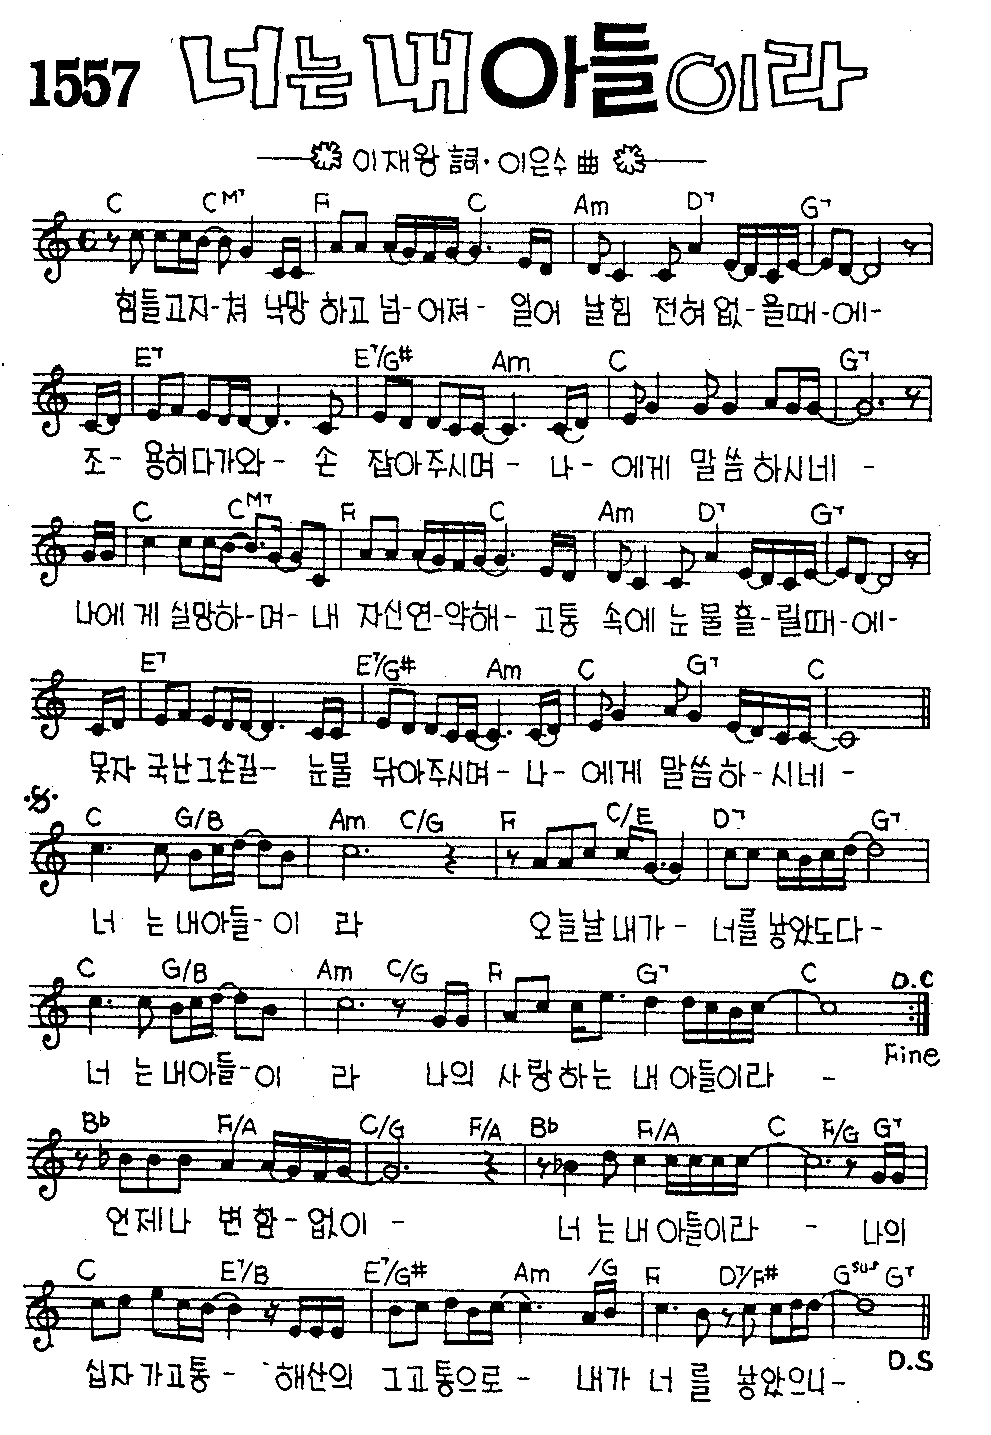 1557 너는내아들이라
이재왕 詞·이은수 曲
C CM7 F C Am D7 G7
힘들고지-쳐 낙망 하고 넘-어져- 일어 날힘 전혀없-을때-에-
E7 E7/G# Am C G7
조- 용히다가와- 손 잡아주시며- 나- 에게 말씀하시네 -
C CM7 F C Am D7 G7
나에 게 실망하-며- 내 자신연-약해- 고통 속에 눈물흘-릴때-에-
E7 E7/G# Am C G7 C
못자 국난그손길- 눈물 닦아주시며- 나- 에게 말씀하-시네 -
C G/B Am C/G F C/E D7 G7
너 는내아들-이 라 오늘날내가- 너를 낳았도다-
C G/B Am C/G F G7 C D.C
너 는내아들-이 라 나의 사랑하는 내 아들이라 -
Fine
Bb F/A C/G F/A Bb F/A C F/G G7
언제나 변함-없이 - 너는내아들이라 - 나의
C E7/B E7/G# Am /G F D7/F# Gsus G7
십자가고통- 해산의 그고통으로- 내가 너 를 낳았으니-
D.S